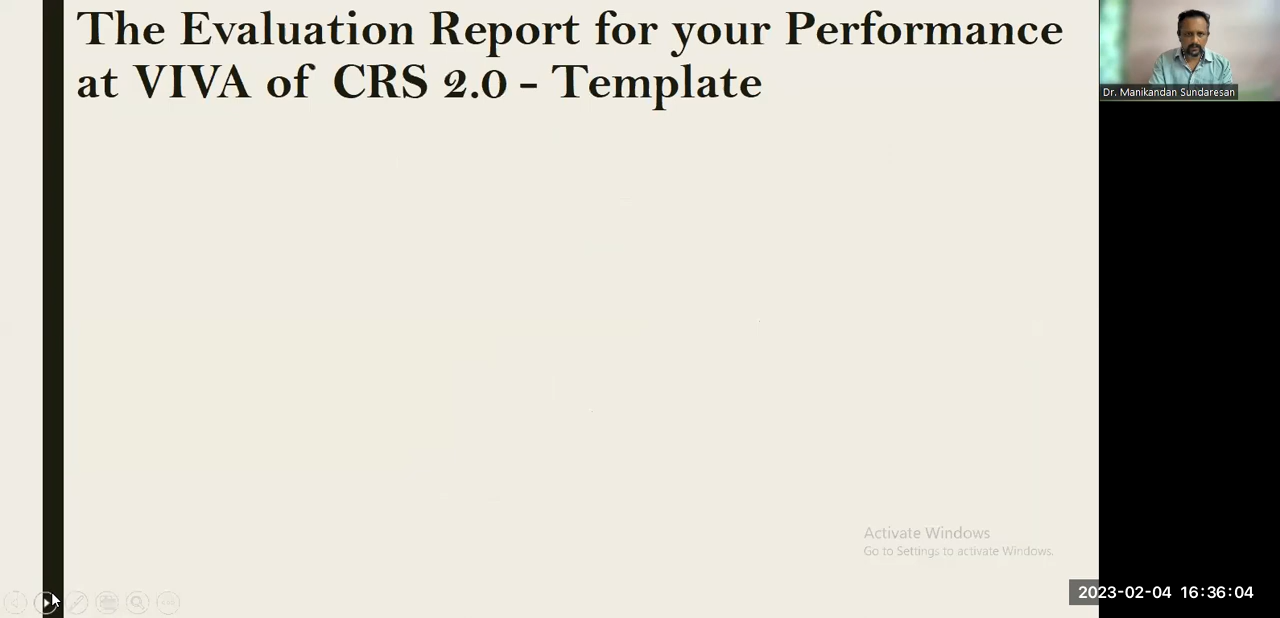 The Evaluation Report for your Performance
at VIVA of CRS 2.0 - Template
Dr. Manikandan Sundaresan
Activate Windows
Go to Settings to activate Windows.
2023-02-04 16:36:04